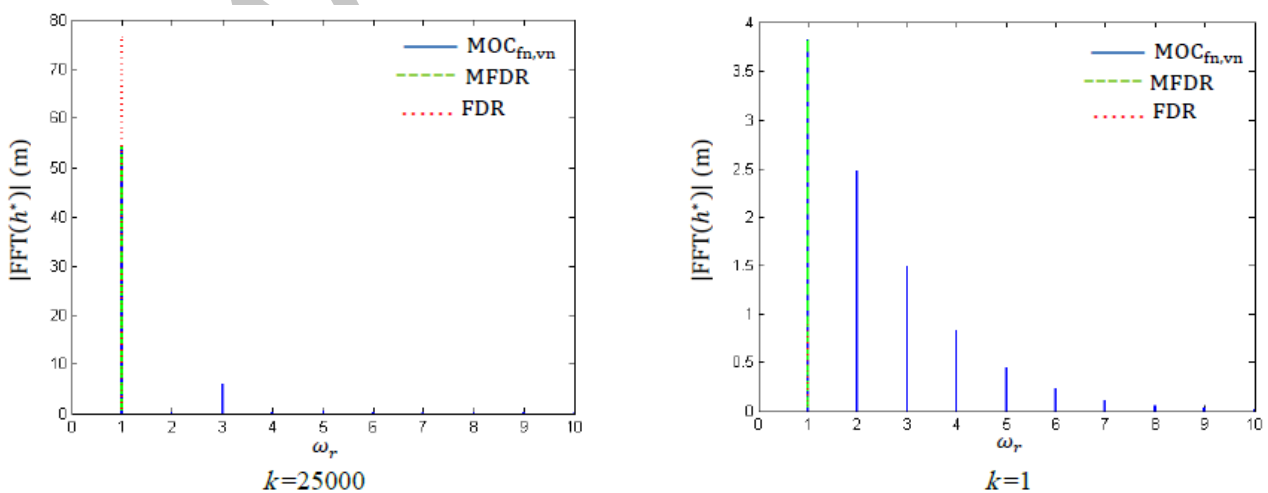 80
70
60
50
40
30
20
10
0
|FFT(h*)| (m)
MOCfn,vn
MFDR
FDR
0 1 2 3 4 5 6 7 8 9 10
ωr
k=25000
4
3.5
3
2.5
2
1.5
1
0.5
0
|FFT(h*)| (m)
MOCfn,vn
MFDR
FDR
0 1 2 3 4 5 6 7 8 9 10
ωr
k=1